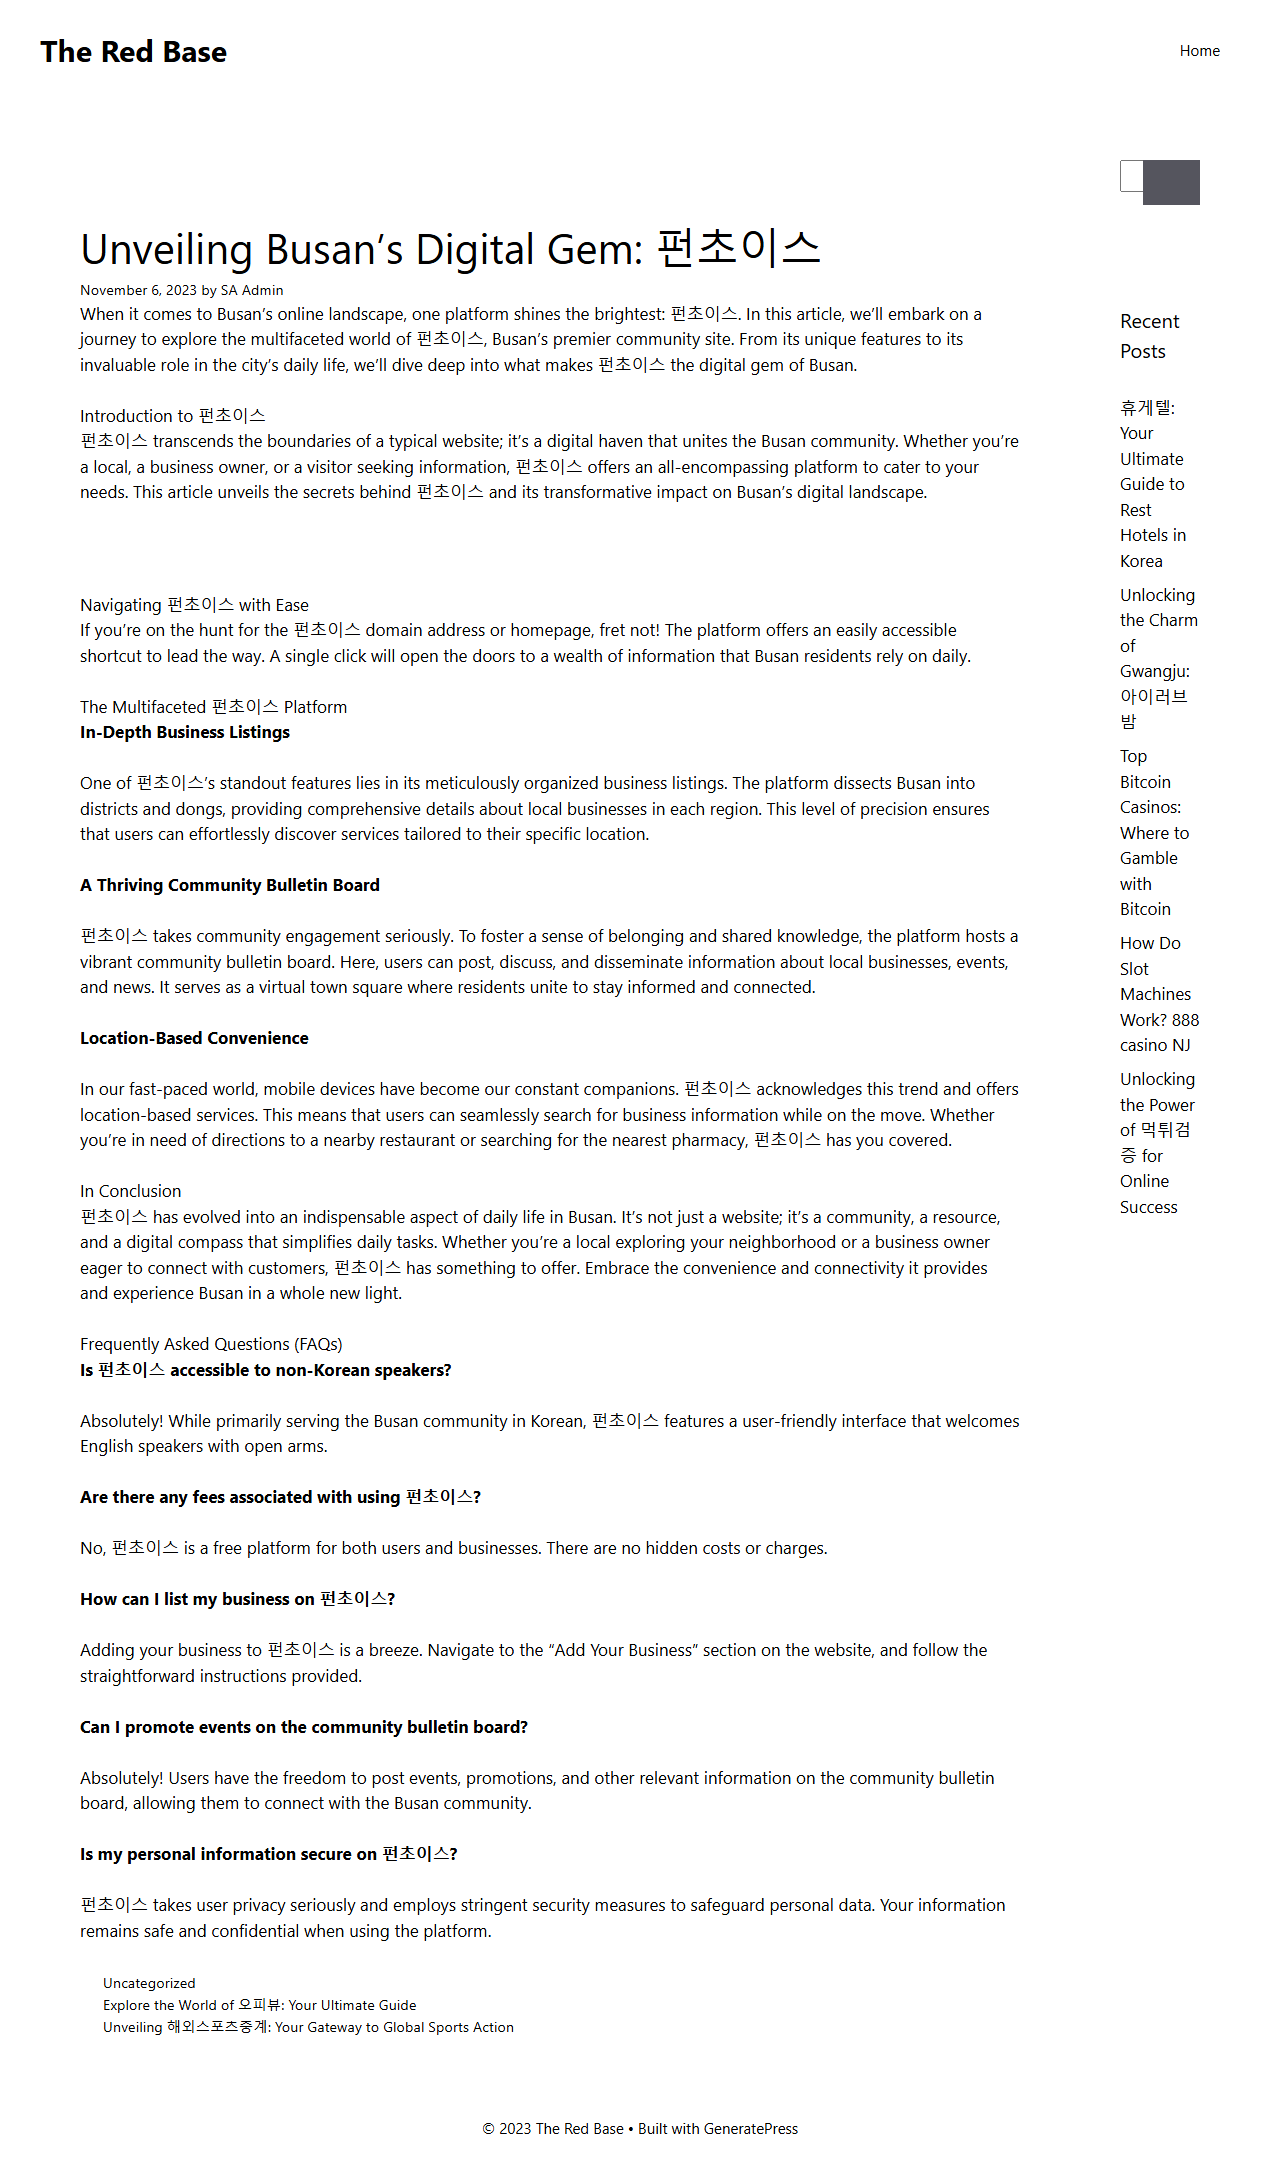 The Red Base
Home
Unveiling Busan’s Digital Gem: 펀초이스
November 6, 2023 by SA Admin
When it comes to Busan’s online landscape, one platform shines the brightest: 펀초이스. In this article, we’ll embark on a
journey to explore the multifaceted world of 펀초이스, Busan’s premier community site. From its unique features to its
invaluable role in the city’s daily life, we’ll dive deep into what makes 펀초이스 the digital gem of Busan.
Introduction to 펀초이스
펀초이스 transcends the boundaries of a typical website; it’s a digital haven that unites the Busan community. Whether you’re
a local, a business owner, or a visitor seeking information, 펀초이스 offers an all-encompassing platform to cater to your
needs. This article unveils the secrets behind 펀초이스 and its transformative impact on Busan’s digital landscape.
Navigating 펀초이스 with Ease
If you’re on the hunt for the 펀초이스 domain address or homepage, fret not! The platform offers an easily accessible
shortcut to lead the way. A single click will open the doors to a wealth of information that Busan residents rely on daily.
The Multifaceted 펀초이스 Platform
In-Depth Business Listings
One of 펀초이스’s standout features lies in its meticulously organized business listings. The platform dissects Busan into
districts and dongs, providing comprehensive details about local businesses in each region. This level of precision ensures
that users can effortlessly discover services tailored to their specific location.
A Thriving Community Bulletin Board
펀초이스 takes community engagement seriously. To foster a sense of belonging and shared knowledge, the platform hosts a
vibrant community bulletin board. Here, users can post, discuss, and disseminate information about local businesses, events,
and news. It serves as a virtual town square where residents unite to stay informed and connected.
Location-Based Convenience
In our fast-paced world, mobile devices have become our constant companions. 펀초이스 acknowledges this trend and offers
location-based services. This means that users can seamlessly search for business information while on the move. Whether
you’re in need of directions to a nearby restaurant or searching for the nearest pharmacy, 펀초이스 has you covered.
In Conclusion
펀초이스 has evolved into an indispensable aspect of daily life in Busan. It’s not just a website; it’s a community, a resource,
and a digital compass that simplifies daily tasks. Whether you’re a local exploring your neighborhood or a business owner
eager to connect with customers, 펀초이스 has something to offer. Embrace the convenience and connectivity it provides
and experience Busan in a whole new light.
Frequently Asked Questions (FAQs)
Is 펀초이스 accessible to non-Korean speakers?
Absolutely! While primarily serving the Busan community in Korean, 펀초이스 features a user-friendly interface that welcomes
English speakers with open arms.
Are there any fees associated with using 펀초이스?
No, 펀초이스 is a free platform for both users and businesses. There are no hidden costs or charges.
How can I list my business on 펀초이스?
Adding your business to 펀초이스 is a breeze. Navigate to the “Add Your Business” section on the website, and follow the
straightforward instructions provided.
Can I promote events on the community bulletin board?
Absolutely! Users have the freedom to post events, promotions, and other relevant information on the community bulletin
board, allowing them to connect with the Busan community.
Is my personal information secure on 펀초이스?
펀초이스 takes user privacy seriously and employs stringent security measures to safeguard personal data. Your information
remains safe and confidential when using the platform.
Uncategorized
Explore the World of 오피뷰: Your Ultimate Guide
Unveiling 해외스포츠중계: Your Gateway to Global Sports Action
Recent
Posts
휴게텔:
Your
Ultimate
Guide to
Rest
Hotels in
Korea
Unlocking
the Charm
of
Gwangju:
아이러브
밤
Top
Bitcoin
Casinos:
Where to
Gamble
with
Bitcoin
How Do
Slot
Machines
Work? 888
casino NJ
Unlocking
the Power
of 먹튀검
증 for
Online
Success
© 2023 The Red Base • Built with GeneratePress